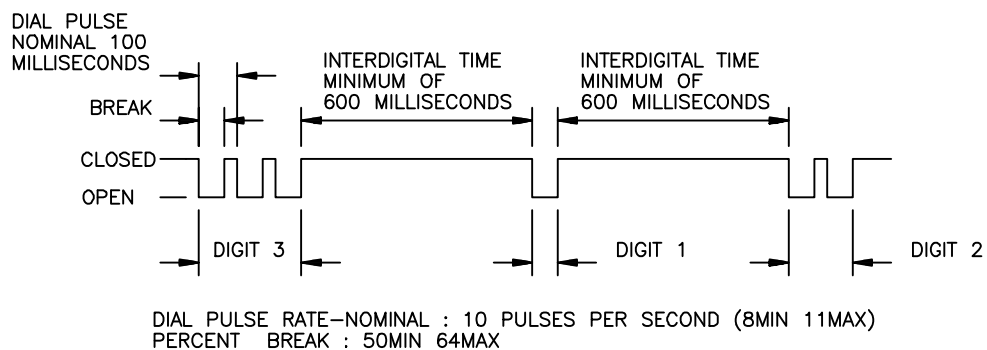 DIAL PULSE
NOMINAL 100
MILLISECONDS
INTERDIGITAL TIME
MINIMUM OF
600 MILLISECONDS
INTERDIGITAL TIME
MINIMUM OF
600 MILLISECONDS
BREAK
CLOSED
OPEN
DIGIT 3
DIGIT 1
DIGIT 2
DIAL PULSE RATE-NOMINAL : 10 PULSES PER SECOND (8MIN 11MAX)
PERCENT BREAK : 50MIN 64MAX